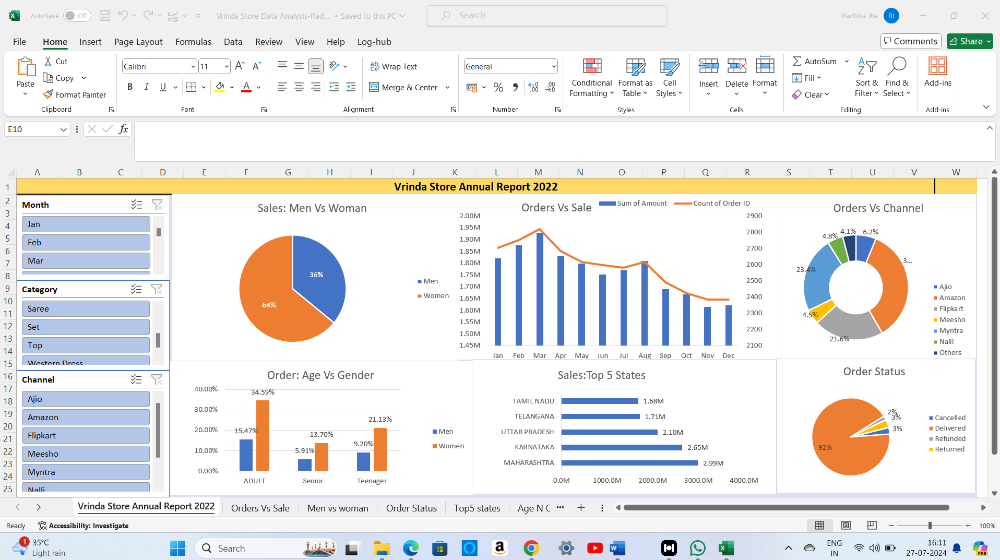 AutoSave Off Vrinda Store Data Analysis-Rad... • Saved to this PC Search Radhika Jha RJ
File Home Insert Page Layout Formulas Data Review View Help Log-hub Comments Share
Paste Cut Copy Format Painter Clipboard
Calibri 11 B I U A Font
ab Wrap Text Merge & Center Alignment
General % Number
Conditional Formatting Format as Table Cell Styles Styles
Insert Delete Format Cells
AutoSum Fill Clear Sort & Filter Find & Select Editing
Add-ins Add-ins
E10 fx
A B C D E F G H I J K L M N O P Q R S T U V W
1 Vrinda Store Annual Report 2022
2
3
4
5
6
7
8
9
10
11
12
13
14
15
16
17
18
19
20
21
22
23
24
25
Month
Jan
Feb
Mar
Category
Saree
Set
Top
Western Dress
Channel
Ajio
Amazon
Flipkart
Meesho
Myntra
Nalli
Sales: Men Vs Woman
36%
64%
Men
Women
Orders Vs Sale Sum of Amount Count of Order ID
2.00M 2900
1.95M
1.90M 2800
1.85M 2700
1.80M
1.75M 2600
1.70M 2500
1.65M 2400
1.60M 2300
1.55M
1.50M 2200
1.45M 2100
Jan Feb Mar Apr May Jun Jul Aug Sep Oct Nov Dec
Orders Vs Channel
4.8% 4.1% 6.2%
3...
23.4%
4.5%
21.6%
Ajio
Amazon
Flipkart
Meesho
Myntra
Nalli
Others
Order: Age Vs Gender
40.00%
30.00%
20.00%
10.00%
0.00%
15.47% 34.59%
5.91% 13.70%
9.20% 21.13%
ADULT Senior Teenager
Men
Women
Sales:Top 5 States
TAMIL NADU 1.68M
TELANGANA 1.71M
UTTAR PRADESH 2.10M
KARNATAKA 2.65M
MAHARASHTRA 2.99M
0.0M 1000.0M 2000.0M 3000.0M 4000.0M
Order Status
2%
3%
3%
92%
Cancelled
Delivered
Refunded
Returned
Vrinda Store Annual Report 2022 Orders Vs Sale Men vs woman Order Status Top5 states Age N G ...
Ready Accessibility: Investigate 100%
1 35°C
Light rain
Search
ENG
IN
16:11
27-07-2024
PRE